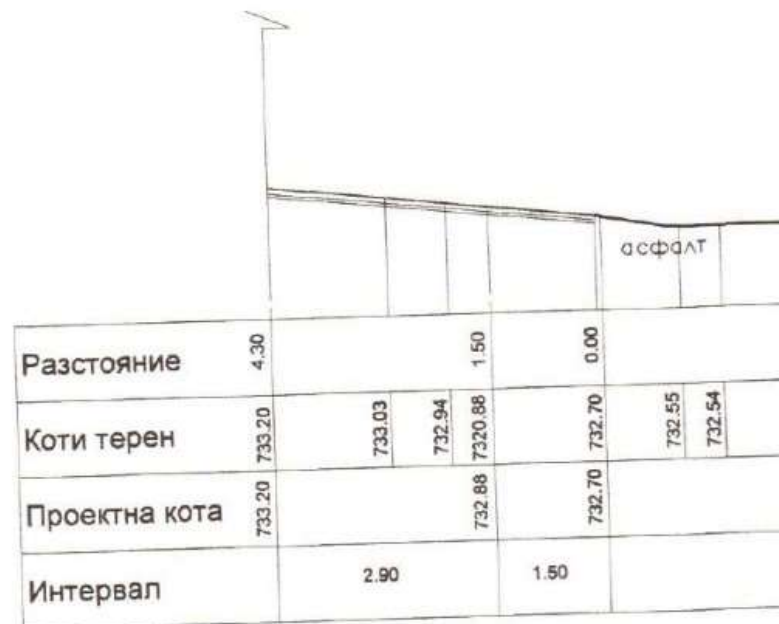 асфалт
Разстояние 4.30 1.50 0.00
Коти терен 733.20 733.03 732.94 7320.88 732.70 732.55 732.54
Проектна кота 733.20 732.88 732.70
Интервал 2.90 1.50